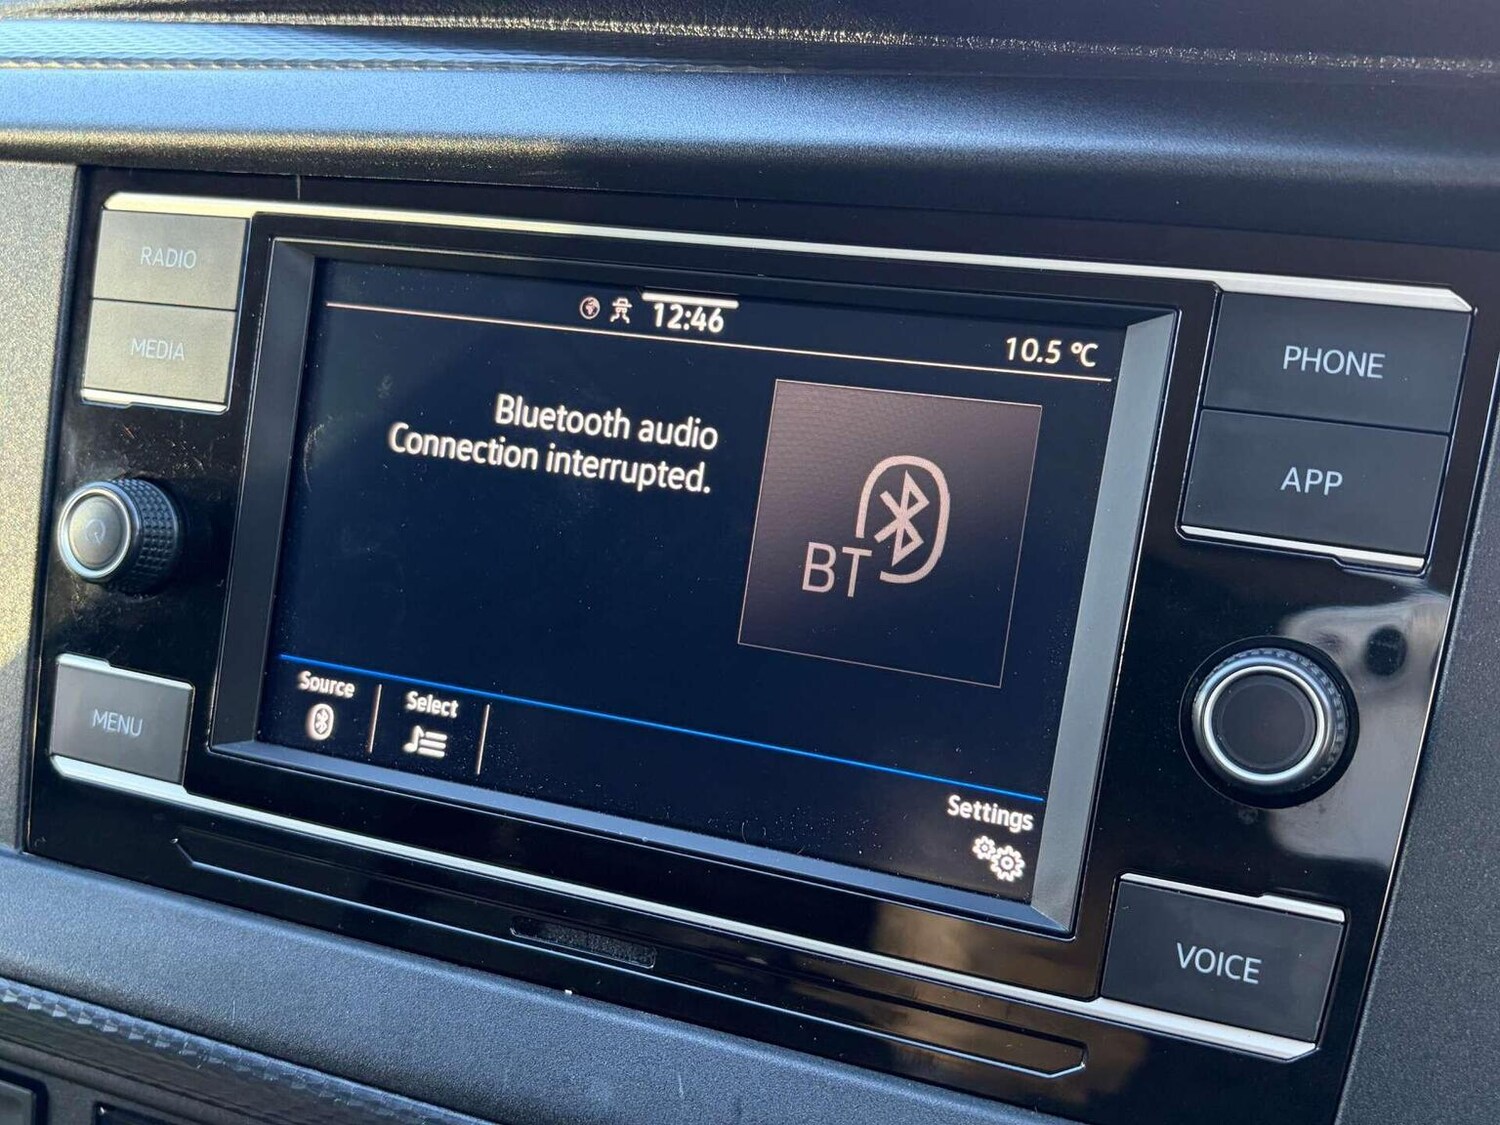 RADIO
MEDIA
MENU
12:46
10.5 °C
Bluetooth audio
Connection interrupted.
BT
Source
Select
Settings
PHONE
APP
VOICE